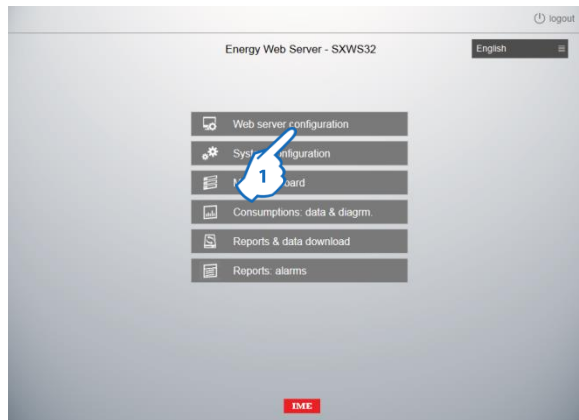 logout
Energy Web Server - SXWS32
English
Web server configuration
1
Consumptions: data & diagrm.
Reports & data download
Reports: alarms
IME